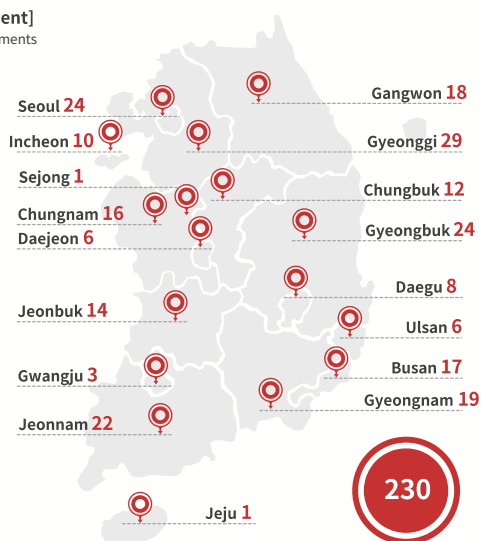 ent]
ments
Seoul 24
Incheon 10
Sejong 1
Chungnam 16
Daejeon 6
Jeonbuk 14
Gwangju 3
Jeonnam 22
Jeju 1
Gangwon 18
Gyeonggi 29
Chungbuk 12
Gyeongbuk 24
Daegu 8
Ulsan 6
Busan 17
Gyeongnam 19
230